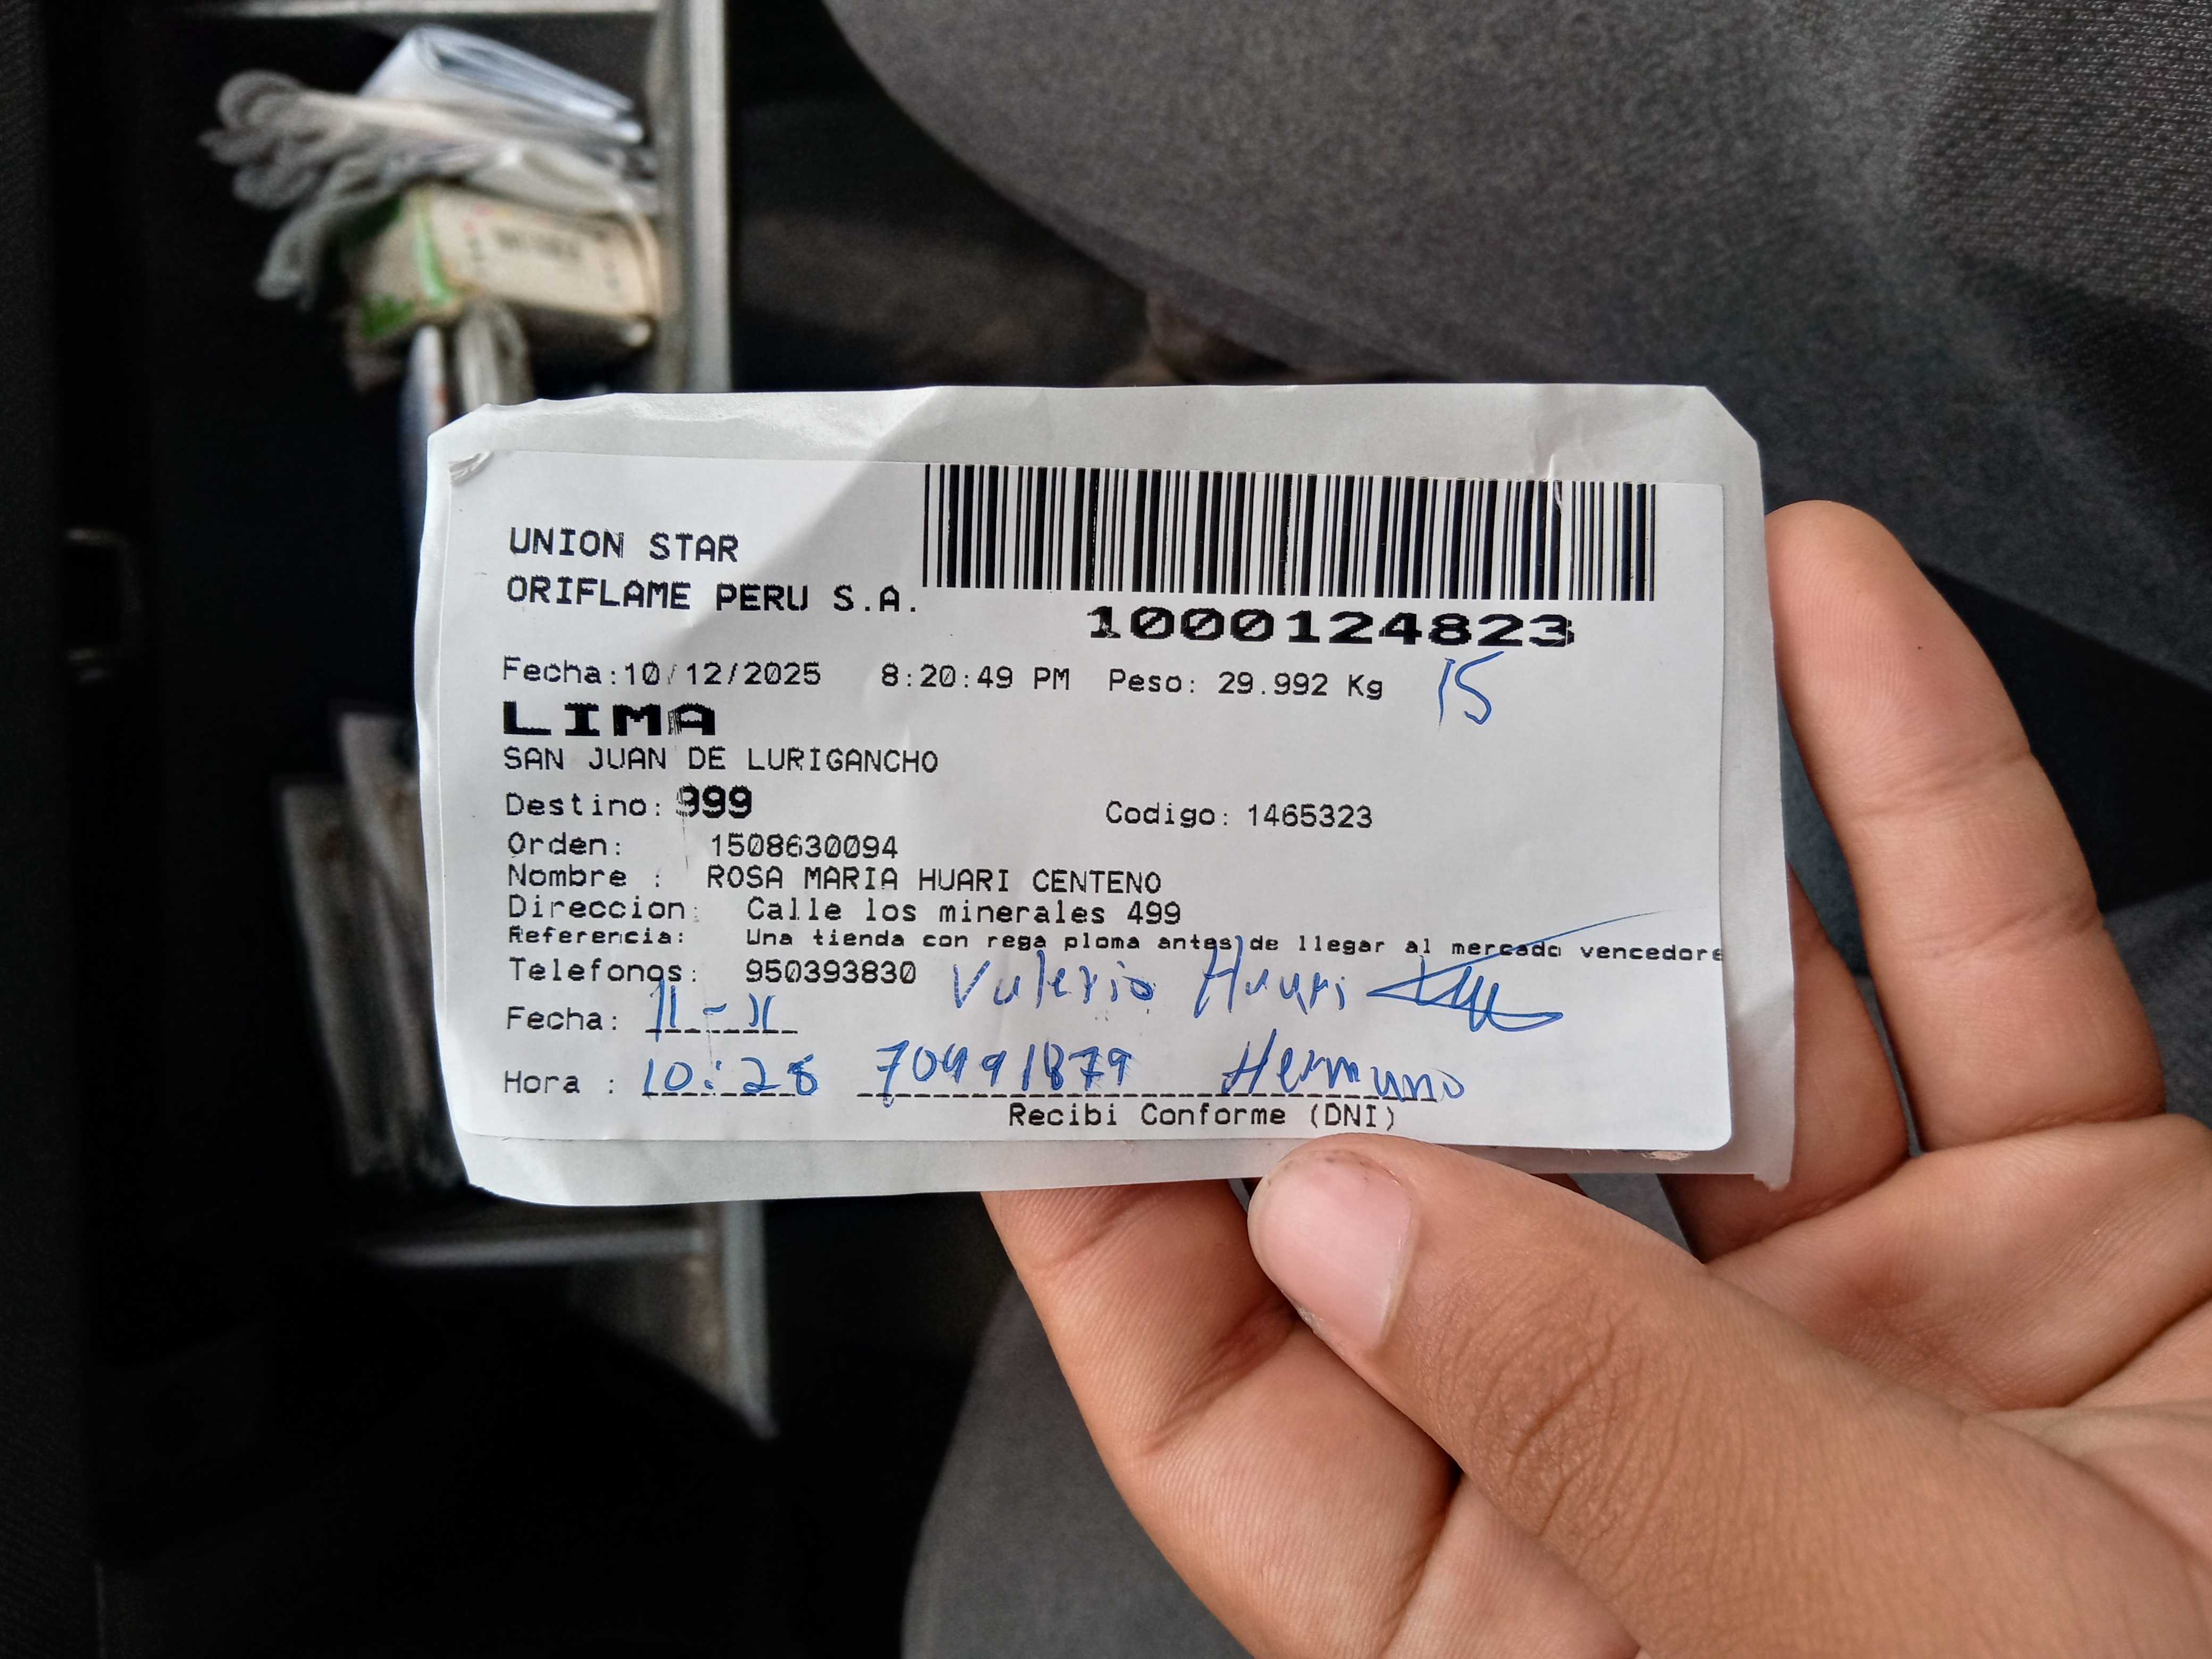 UNION STAR
ORIFLAME PERU S.A.
1000124823
Fecha:10/12/2025 8:20:49 PM Peso: 29.992 Kg 15
LIMA
SAN JUAN DE LURIGANCHO
Destino: 999 Codigo: 1465323
Orden: 1508630094
Nombre : ROSA MARIA HUARI CENTENO
Direccion: Calle los minerales 499
Referencia: Una tienda con rega ploma antes de llegar al mercado vencedore
Telefonos: 950393830 Valerio Huari
Fecha: 11-
Hora : 10:28 70491879 Hermano
Recibi Conforme (DNI)